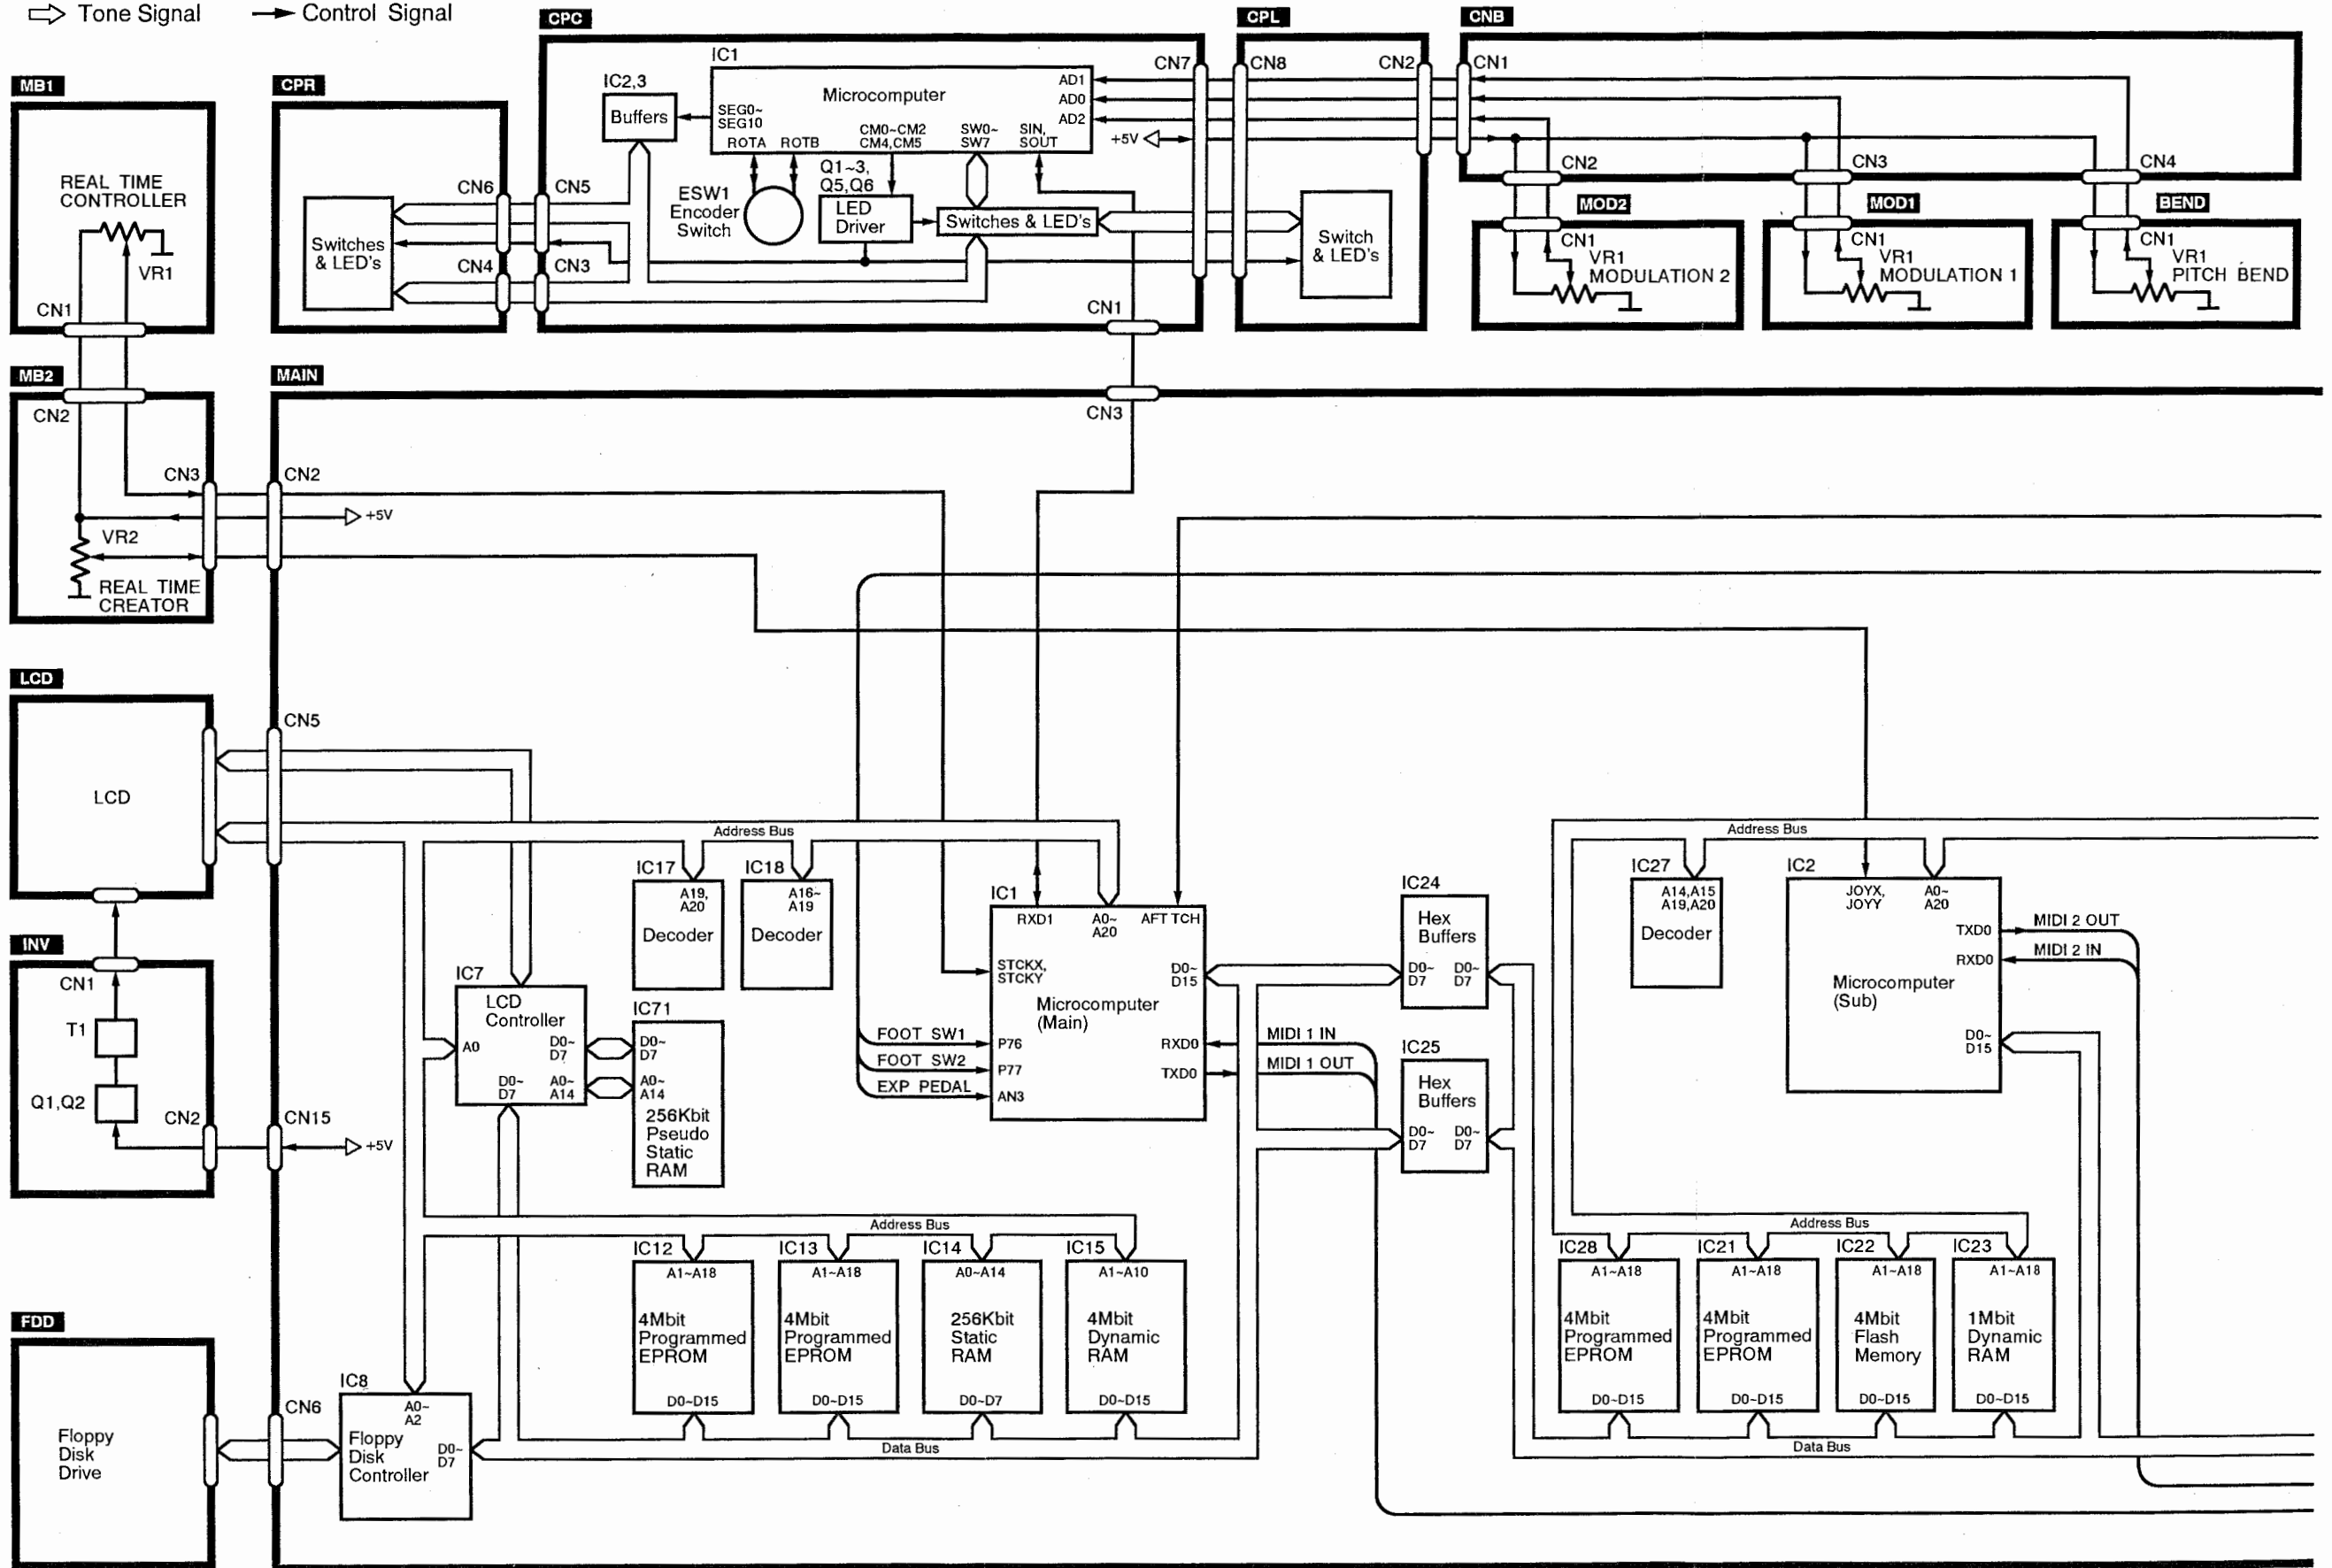 Tone Signal
Control Signal
MB1
REAL TIME
CONTROLLER
VR1
CN1
CPR
Switches
& LED's
CN6
CN4
CPC
CN5
CN3
IC2,3
Buffers
IC1
Microcomputer
SEG0~
SEG10
ROTA
ROTB
CM0~CM2
CM4,CM5
SW0~
SW7
SIN,
SOUT
AD1
AD0
AD2
+5V
ESW1
Encoder
Switch
Q1~3,
Q5,Q6
LED
Driver
Switches & LED's
CN7
CN1
CPL
CN8
CN2
Switch
& LED's
CNB
CN1
CN2
CN3
CN4
MOD2
CN1
VR1
MODULATION 2
MOD1
CN1
VR1
MODULATION 1
BEND
CN1
VR1
PITCH BEND
MB2
CN2
CN3
VR2
REAL TIME
CREATOR
MAIN
CN3
CN2
+5V
LCD
LCD
CN5
Address Bus
IC17
A19,
A20
Decoder
IC18
A16~
A19
Decoder
IC1
RXD1
A0~
A20
AFT TCH
STCKX,
STCKY
D0~
D15
Microcomputer
(Main)
P76
P77
AN3
RXD0
TXD0
FOOT SW1
FOOT SW2
EXP PEDAL
MIDI 1 IN
MIDI 1 OUT
IC24
Hex
Buffers
D0~
D7
D0~
D7
IC25
Hex
Buffers
D0~
D7
D0~
D7
Address Bus
IC27
A14,A15
A19,A20
Decoder
IC2
JOYX,
JOYY
A0~
A20
TXD0
RXD0
Microcomputer
(Sub)
D0~
D15
MIDI 2 OUT
MIDI 2 IN
INV
CN1
T1
Q1,Q2
CN2
CN15
+5V
IC7
LCD
Controller
A0
D0~
D7
D0~
D7
A0~
A14
IC71
D0~
D7
A0~
A14
256Kbit
Pseudo
Static
RAM
Address Bus
IC12
A1~A18
4Mbit
Programmed
EPROM
D0~D15
IC13
A1~A18
4Mbit
Programmed
EPROM
D0~D15
IC14
A0~A14
256Kbit
Static
RAM
D0~D7
IC15
A1~A10
4Mbit
Dynamic
RAM
D0~D15
Data Bus
Address Bus
IC28
A1~A18
4Mbit
Programmed
EPROM
D0~D15
IC21
A1~A18
4Mbit
Programmed
EPROM
D0~D15
IC22
A1~A18
4Mbit
Flash
Memory
D0~D15
IC23
A1~A18
1Mbit
Dynamic
RAM
D0~D15
Data Bus
FDD
Floppy
Disk
Drive
CN6
IC8
A0~
A2
Floppy
Disk
Controller
D0~
D7